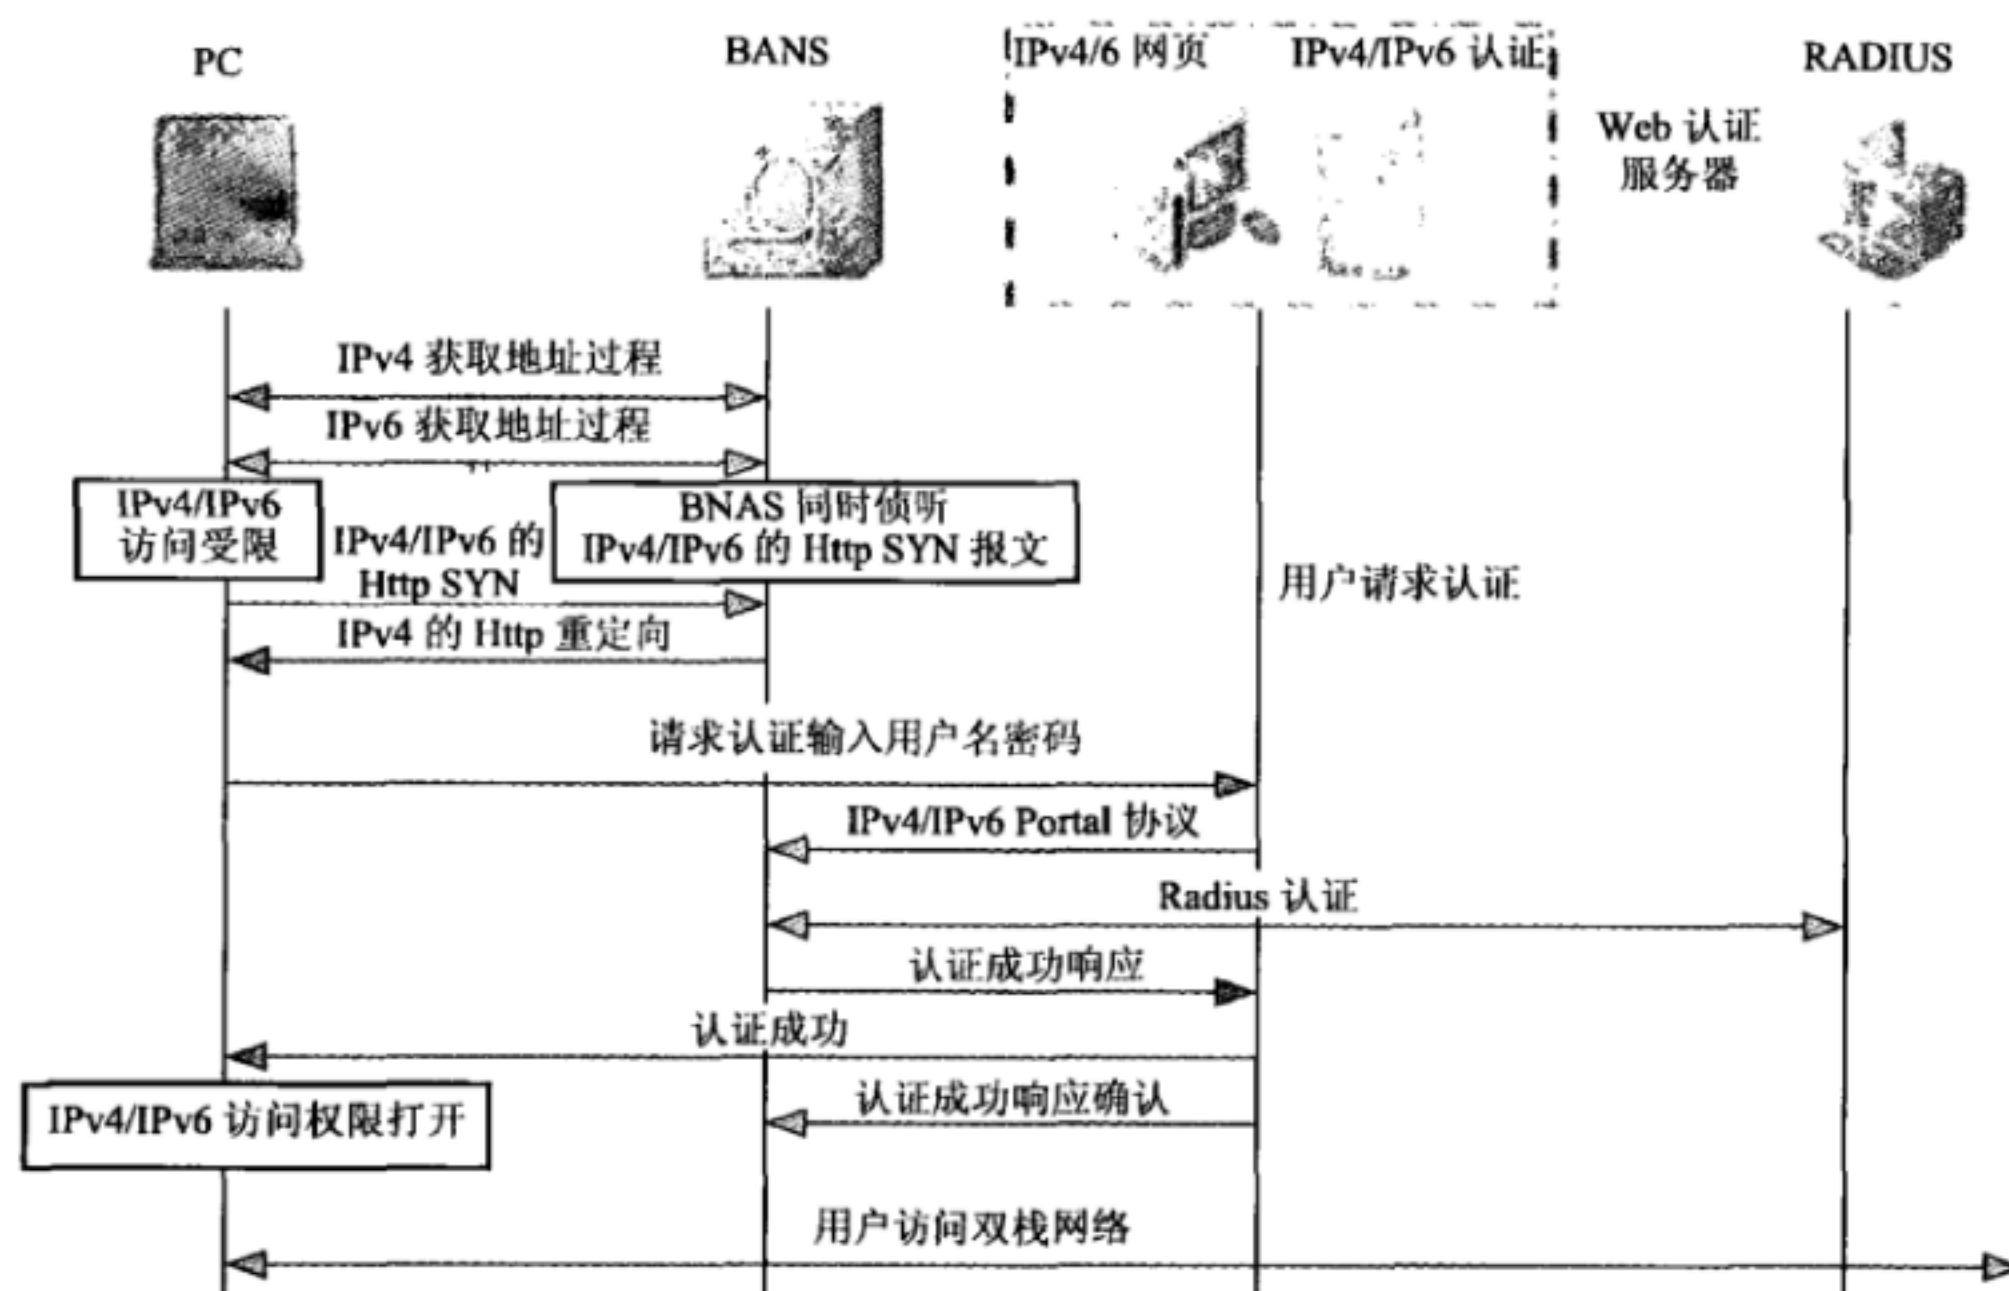 PC
BANS
IPv4/6 网页
IPv4/IPv6 认证
RADIUS
Web 认证
服务器
IPv4 获取地址过程
IPv6 获取地址过程
IPv4/IPv6
访问受限
BNAS 同时侦听
IPv4/IPv6 的 Http SYN 报文
IPv4/IPv6 的
Http SYN
用户请求认证
IPv4 的 Http 重定向
请求认证输入用户名密码
IPv4/IPv6 Portal 协议
Radius 认证
认证成功响应
认证成功
认证成功响应确认
IPv4/IPv6 访问权限打开
用户访问双栈网络